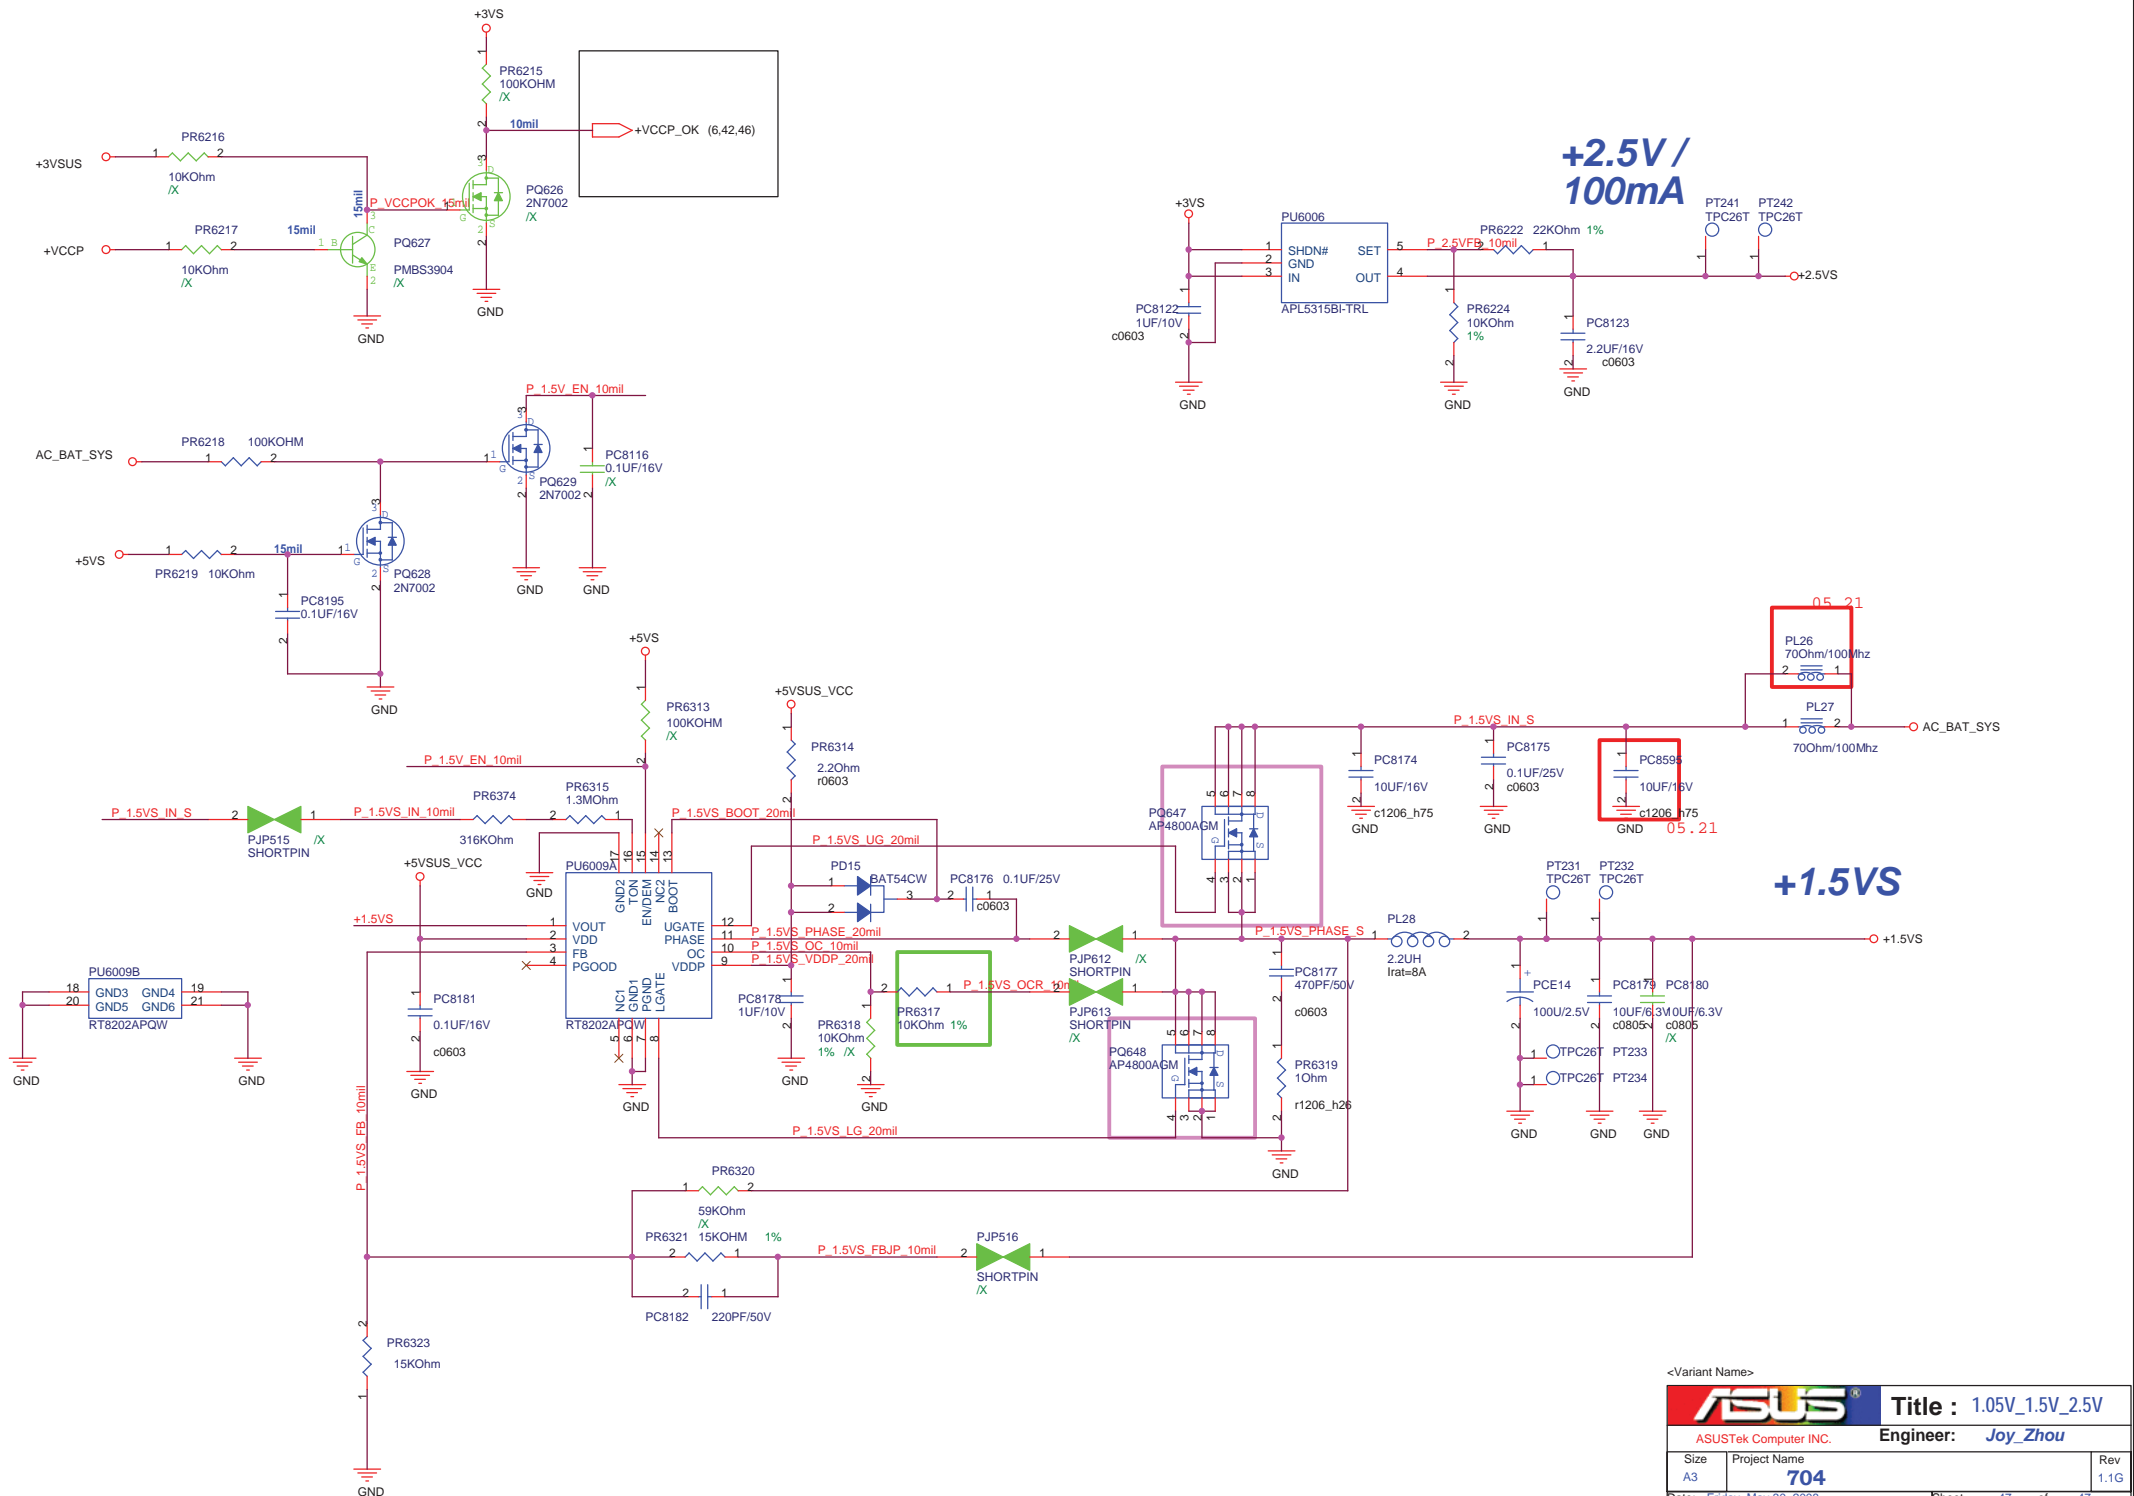 +3VS
PR6215
100KOHM
/X
10mil
+VCCP_OK (6,42,46)
PR6216
+3VSUS
10KOhm
/X
15mil
P_VCCPOK_15mil
PQ626
2N7002
/X
PR6217
+VCCP
10KOhm
/X
15mil
PQ627
PMBS3904
/X
GND
GND
+2.5V /
100mA
+3VS
PU6006
SHDN#
GND
IN
SET
OUT
APL5315BI-TRL
P_2.5VFB_10mil
PR6222 22KOhm 1%
PT241
TPC26T
PT242
TPC26T
+2.5VS
PC8122
1UF/10V
c0603
PR6224
10KOhm
1%
PC8123
2.2UF/16V
c0603
GND
GND
GND
P_1.5V_EN_10mil
AC_BAT_SYS
PR6218 100KOHM
PQ629
2N7002
PC8116
0.1UF/16V
/X
+5VS
PR6219 10KOhm
15mil
PQ628
2N7002
PC8195
0.1UF/16V
GND
GND
GND
05.21
PL26
70Ohm/100Mhz
PL27
70Ohm/100Mhz
AC_BAT_SYS
P_1.5VS_IN_S
PC8174
10UF/16V
c1206_h75
GND
PC8175
0.1UF/25V
c0603
GND
PC8595
10UF/16V
c1206_h75
GND
05.21
+5VS
PR6313
100KOHM
/X
+5VSUS_VCC
PR6314
2.2Ohm
r0603
P_1.5V_EN_10mil
P_1.5VS_IN_S
PJP515
SHORTPIN
/X
P_1.5VS_IN_10mil
PR6374
316KOhm
PR6315
1.3MOhm
P_1.5VS_BOOT_20mil
P_1.5VS_UG_20mil
PQ647
AP4800AGM
+5VSUS_VCC
GND
PU6009A
GND2
TON
EN/DEM
NC2
BOOT
VOUT
VDD
FB
PGOOD
UGATE
PHASE
OC
VDDP
NC1
GND1
PGND
LGATE
RT8202APQW
PD15
BAT54CW
PC8176 0.1UF/25V
c0603
+1.5VS
P_1.5VS_PHASE_20mil
P_1.5VS_OC_10mil
P_1.5VS_VDDP_20mil
PJP612
SHORTPIN
/X
P_1.5VS_PHASE_S
PL28
2.2UH
Irat=8A
PT231
TPC26T
PT232
TPC26T
+1.5VS
+1.5VS
PU6009B
18 GND3 GND4 19
20 GND5 GND6 21
RT8202APQW
GND
GND
PC8181
0.1UF/16V
c0603
GND
GND
PC8178
1UF/10V
GND
PR6318
10KOhm
1% /X
GND
PR6317
10KOhm 1%
P_1.5VS_OCR_10mil
PJP613
SHORTPIN
/X
PQ648
AP4800AGM
PC8177
470PF/50V
c0603
PR6319
1Ohm
r1206_h26
GND
PCE14
100U/2.5V
PC8179
10UF/6.3V
c0805
PC8180
10UF/6.3V
c0805
/X
TPC26T PT233
TPC26T PT234
GND
GND
GND
P_1.5VS_LG_20mil
P_1.5VS_FB_10mil
PR6320
59KOhm
/X
PR6321 15KOHM 1%
P_1.5VS_FBJP_10mil
PJP516
SHORTPIN
/X
PC8182 220PF/50V
PR6323
15KOhm
GND
<Variant Name>
ASUS®
Title : 1.05V_1.5V_2.5V
ASUSTek Computer INC.
Engineer: Joy_Zhou
Size
A3
Project Name
704
Rev
1.1G